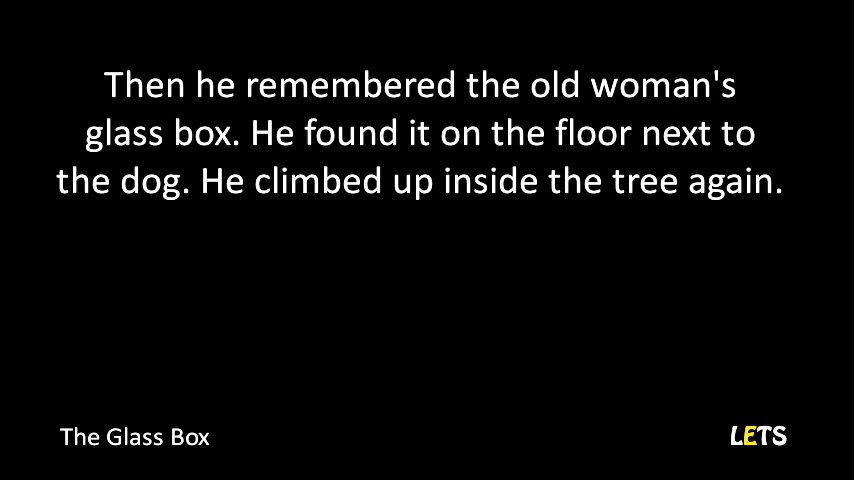 Then he remembered the old woman's
glass box. He found it on the floor next to
the dog. He climbed up inside the tree again.
The Glass Box
LETS